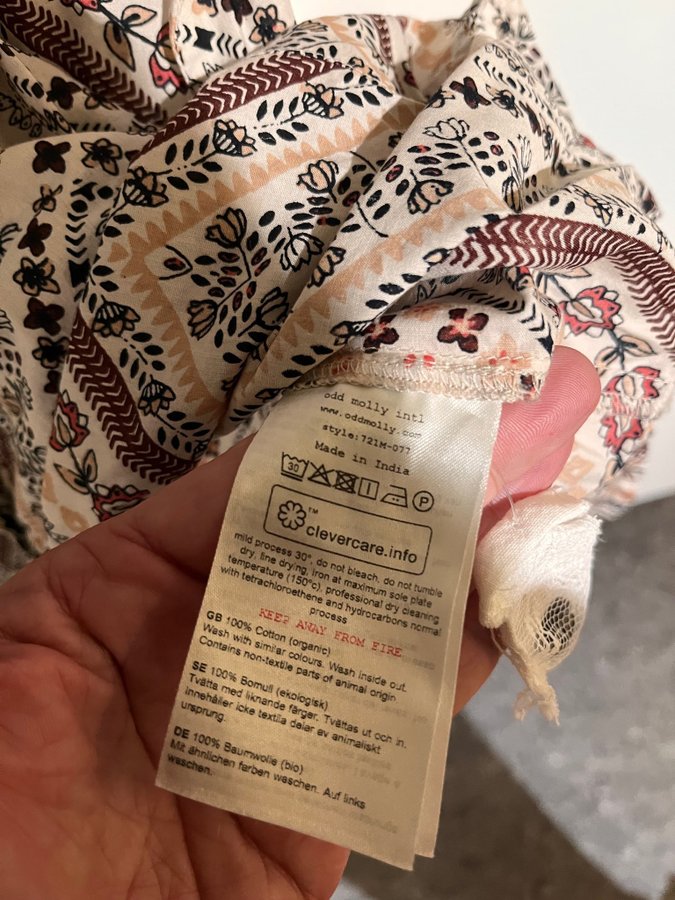 odd molly intl
www.oddmolly.com
style:721M-077
Made in India
30 P
™
clevercare.info
mild process 30°, do not bleach, do not tumble
dry, line drying, iron at maximum sole plate
temperature (150°c), professional dry cleaning
with tetrachloroethene and hydrocarbons normal
process
KEEP AWAY FROM FIRE
GB 100% Cotton (organic)
Wash with similar colours. Wash inside out.
Contains non-textile parts of animal origin
SE 100% Bomull (ekologisk)
Tvätta med liknande färger. Tvättas ut och in.
Innehåller icke textila delar av animaliskt
ursprung.
DE 100% Baumwolle (bio)
Mit ähnlichen farben waschen. Auf links
waschen.